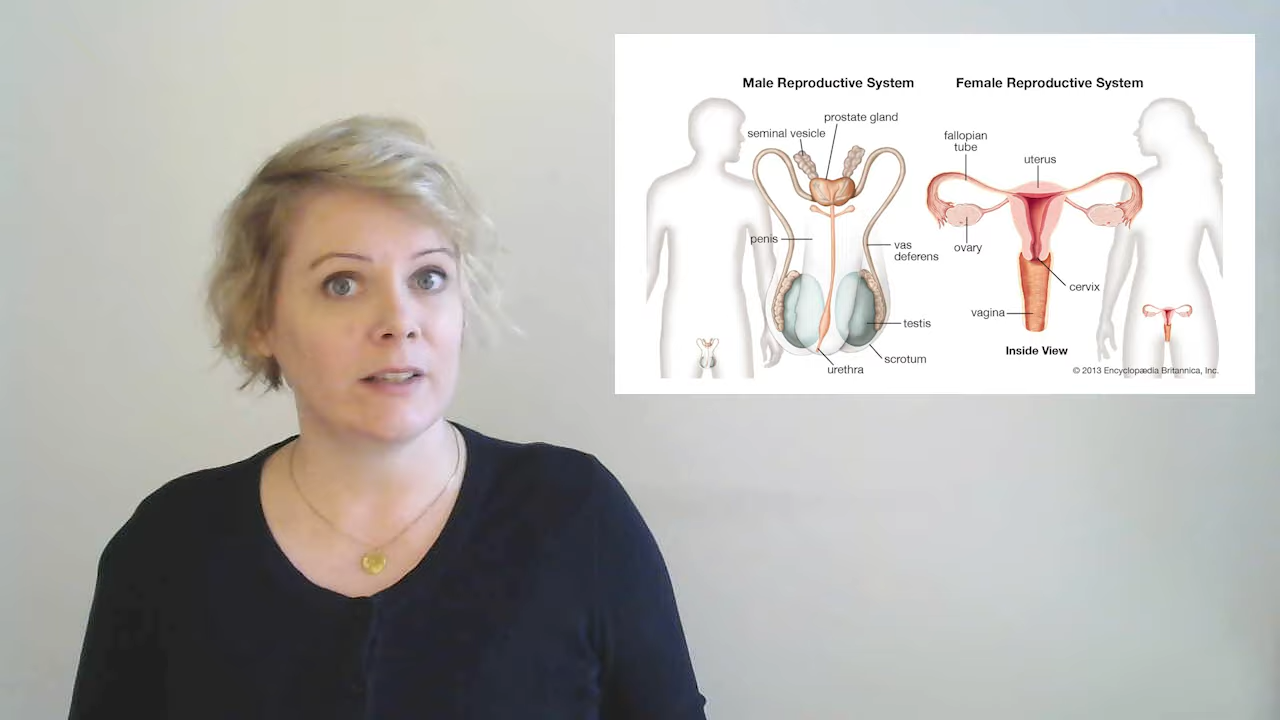 Male Reproductive System
Female Reproductive System
prostate gland
seminal vesicle
penis
vas
deferens
testis
scrotum
urethra
fallopian
tube
uterus
ovary
cervix
vagina
Inside View
© 2013 Encyclopædia Britannica, Inc.